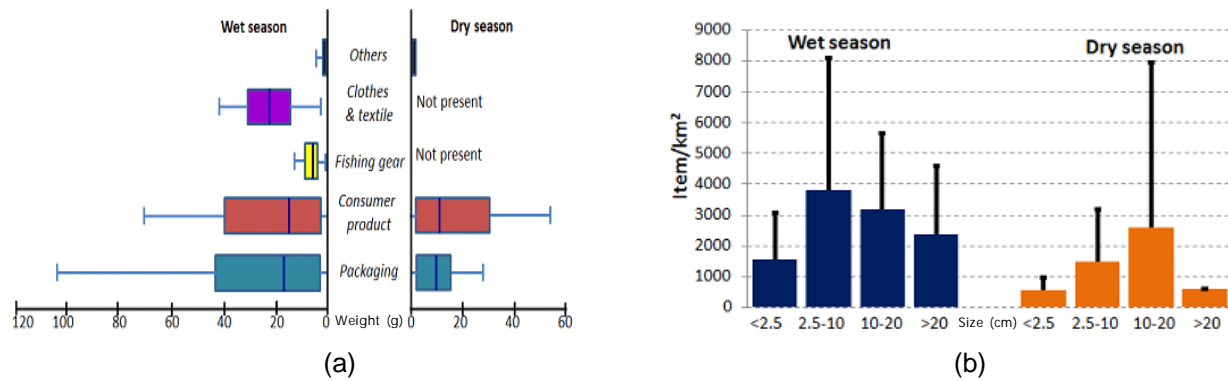 Wet season
Dry season
Others
Clothes
& textile
Not present
Fishing gear
Not present
Consumer
product
Packaging
120 100 80 60 40 20 0 Weight (g) 0 20 40 60
(a)
9000
8000
7000
6000
5000
4000
3000
2000
1000
0
Item/km²
Wet season
Dry season
<2.5 2.5-10 10-20 >20 Size (cm) <2.5 2.5-10 10-20 >20
(b)